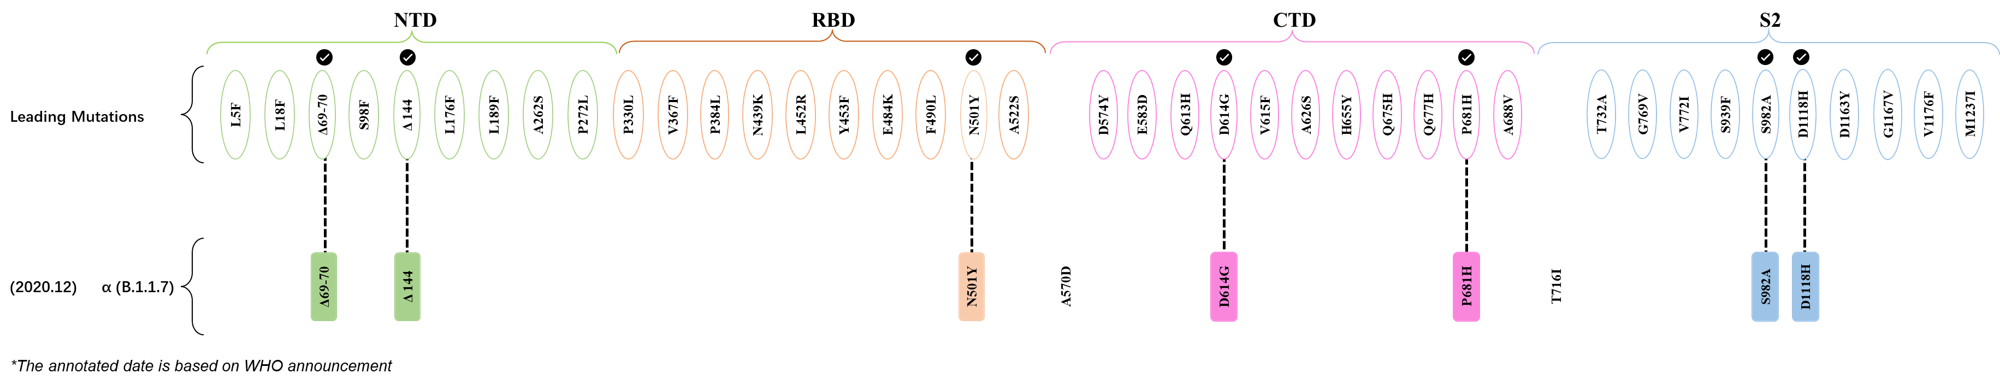 NTD RBD CTD S2
Leading Mutations L5F L18F Δ69-70 S98F Δ144 L176F L189F A262S P272L P330L V367F P384L N439K L452R Y453F E484K F490L N501Y A522S D574Y E583D Q613H D614G V615F A626S H655Y Q675H Q677H P681H A688V T732A G769V V772I S939F S982A D1118H D1163Y G1167V V1176F M1237I
(2020.12) α (B.1.1.7) Δ69-70 Δ144 N501Y A570D D614G P681H T716I S982A D1118H
*The annotated date is based on WHO announcement